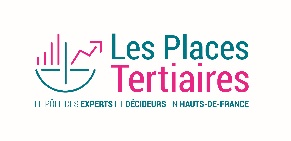 Les Places
Tertiaires
LE PÔLE DES EXPERTS ET DÉCIDEURS EN HAUTS-DE-FRANCE